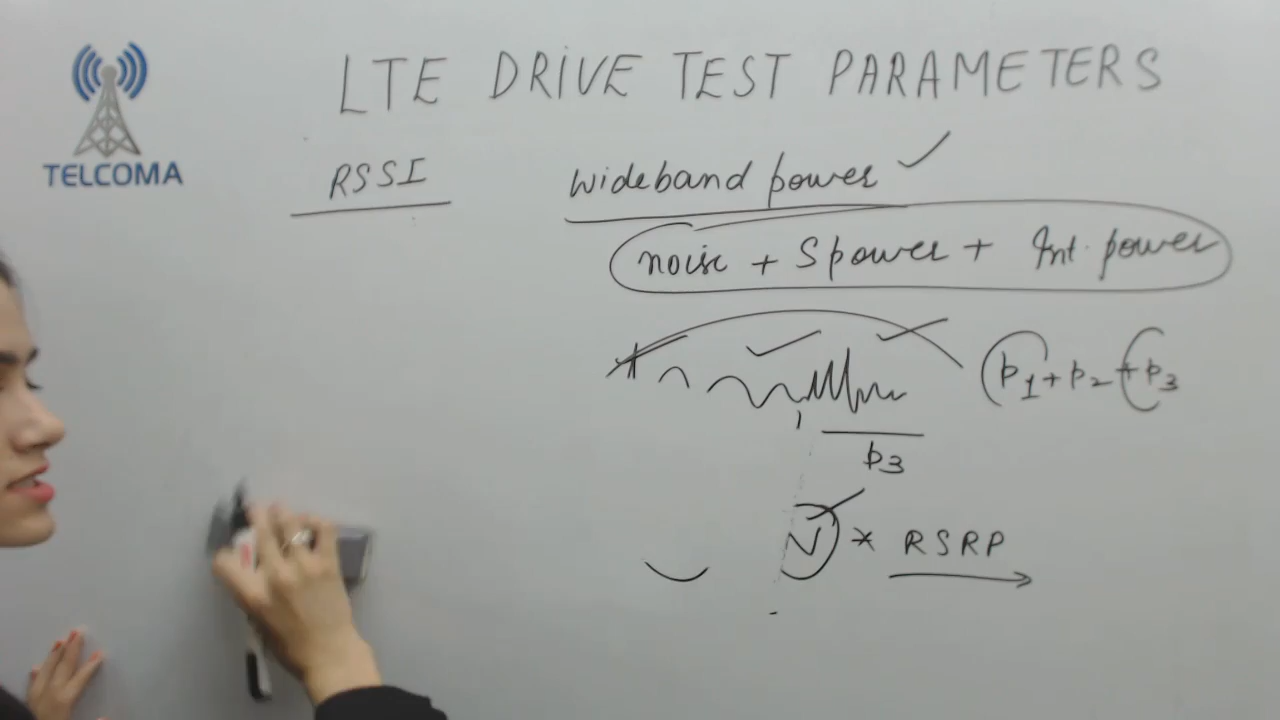 LTE DRIVE TEST PARAMETERS
TELCOMA
RSSI
wideband power
noise + S power + Int. power
p1 + p2 + p3
p3
N * RSRP